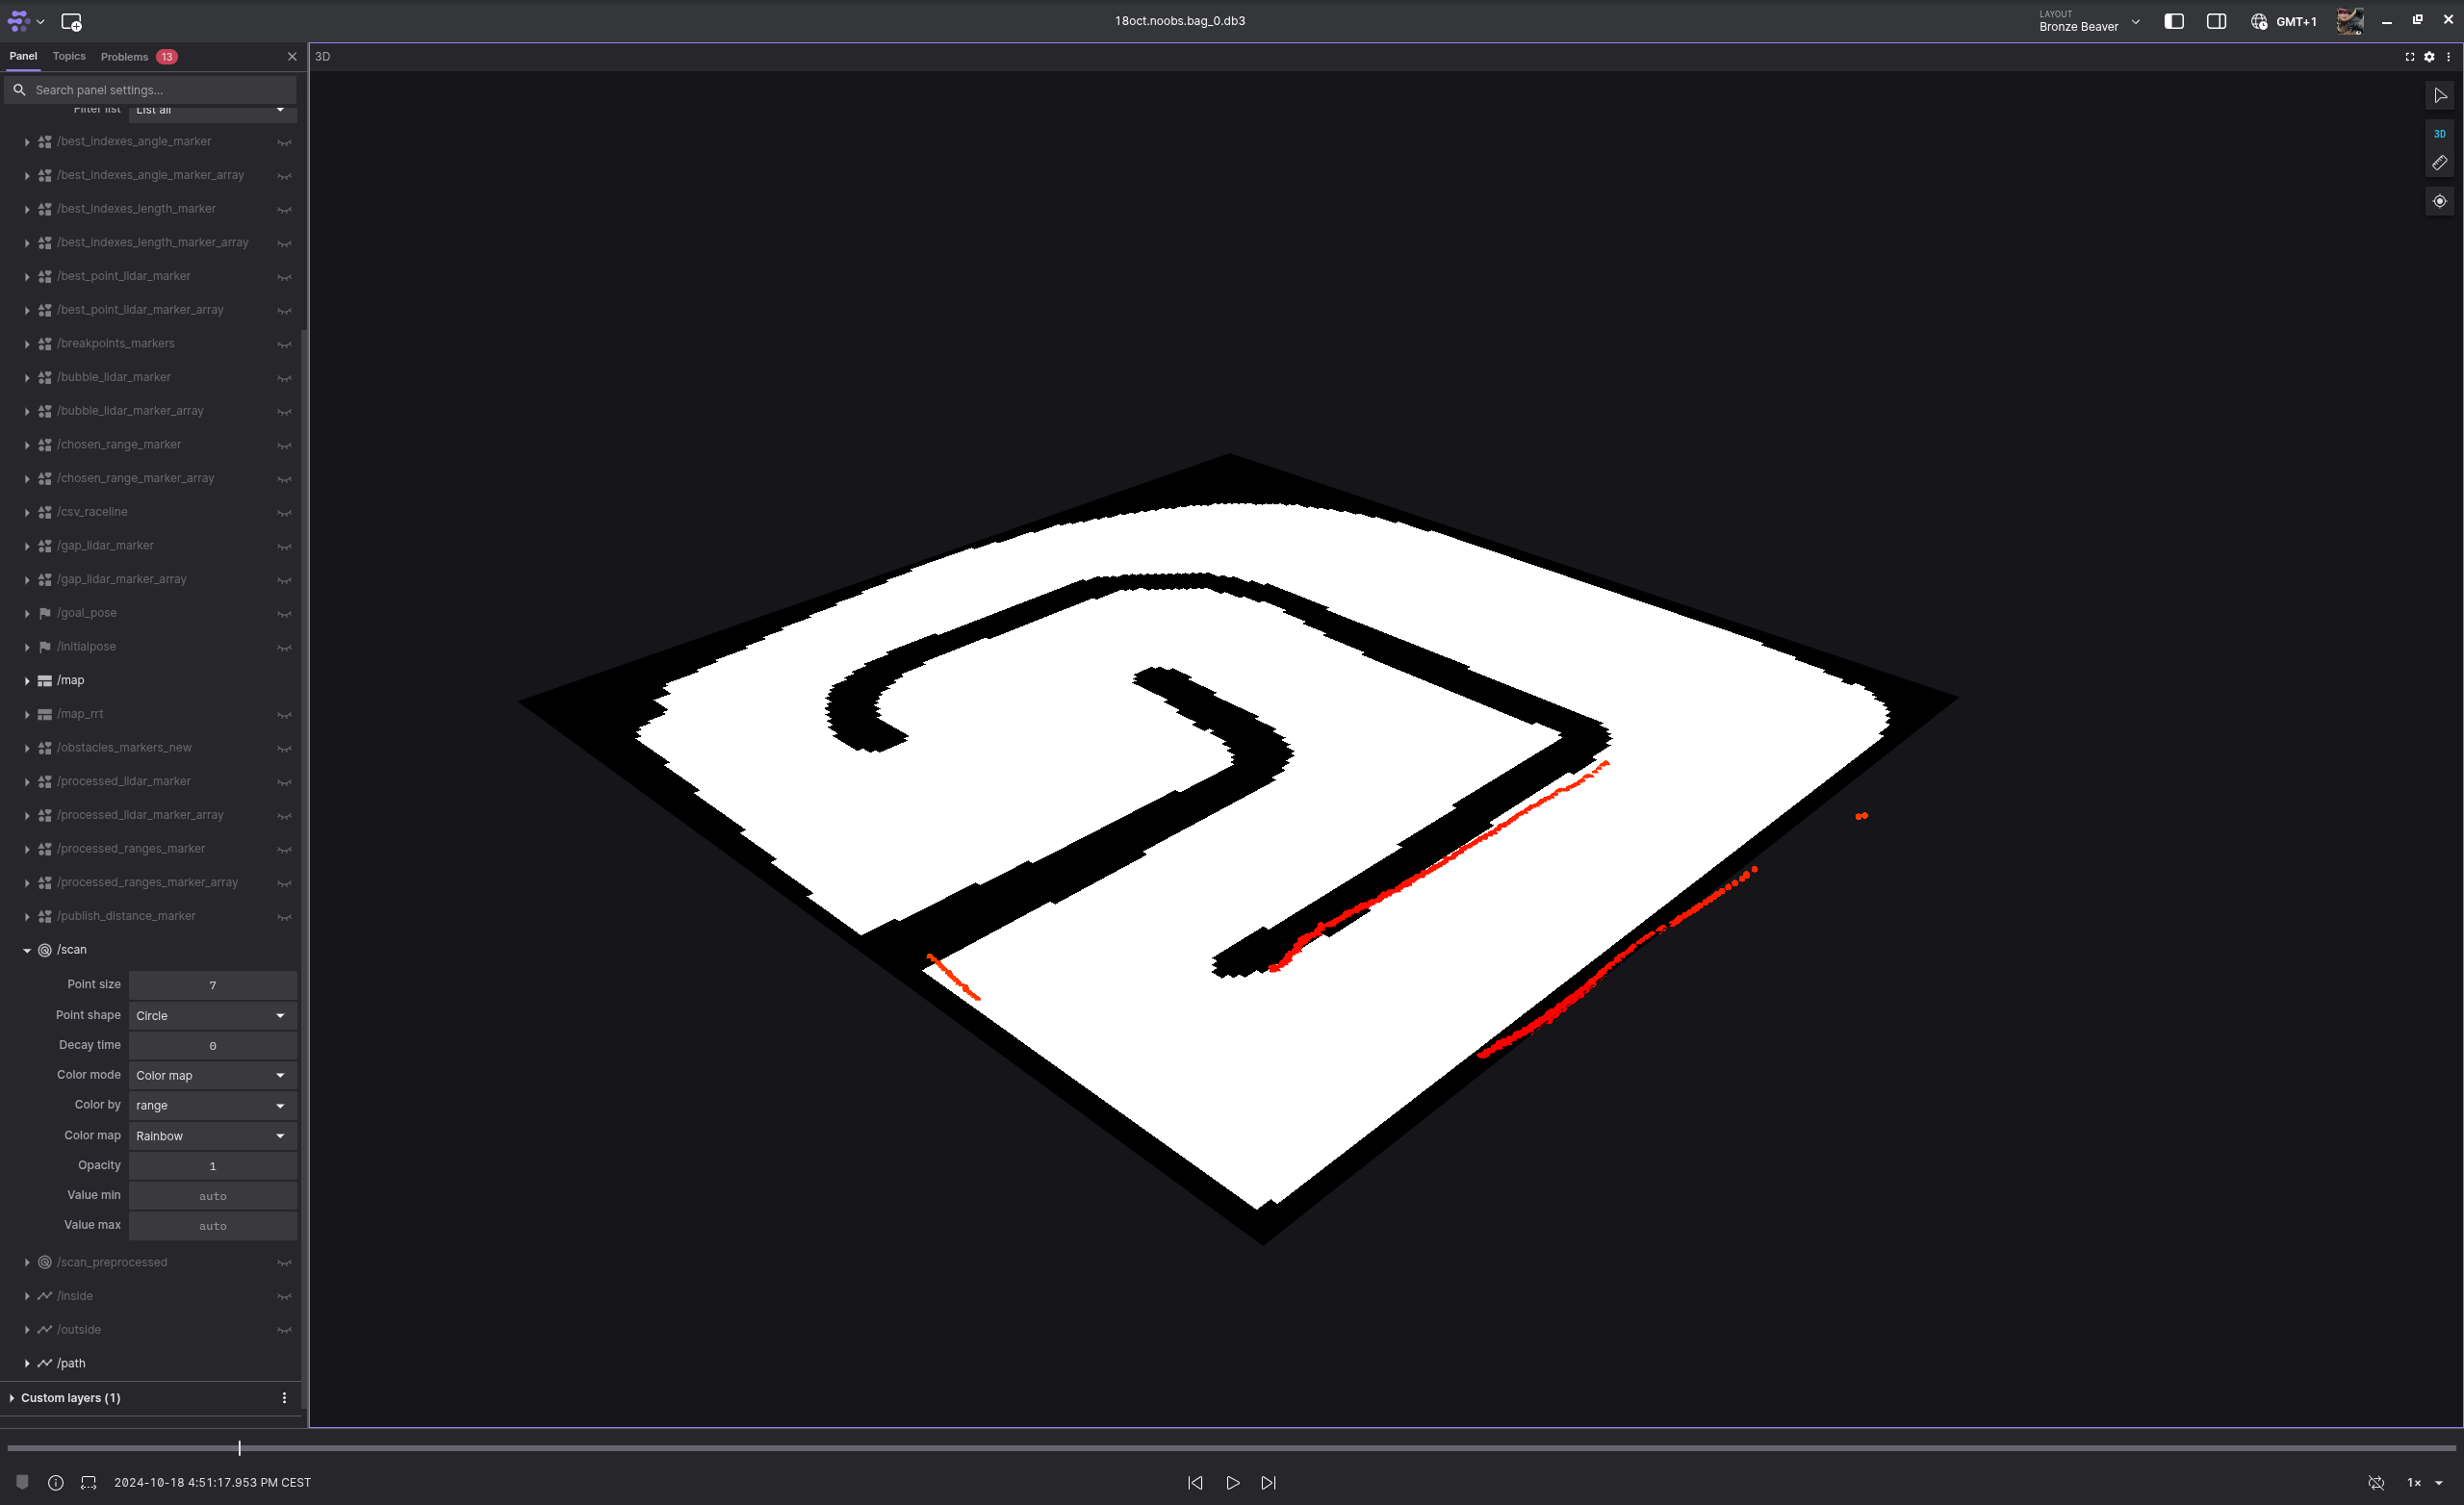 18oct.noobs.bag_0.db3
LAYOUT
Bronze Beaver
GMT+1
Panel
Topics
Problems 13
3D
Search panel settings...
Filter list List all
/best_indexes_angle_marker
/best_indexes_angle_marker_array
/best_indexes_length_marker
/best_indexes_length_marker_array
/best_point_lidar_marker
/best_point_lidar_marker_array
/breakpoints_markers
/bubble_lidar_marker
/bubble_lidar_marker_array
/chosen_range_marker
/chosen_range_marker_array
/csv_raceline
/gap_lidar_marker
/gap_lidar_marker_array
/goal_pose
/initialpose
/map
/map_rrt
/obstacles_markers_new
/processed_lidar_marker
/processed_lidar_marker_array
/processed_ranges_marker
/processed_ranges_marker_array
/publish_distance_marker
/scan
Point size 7
Point shape Circle
Decay time 0
Color mode Color map
Color by range
Color map Rainbow
Opacity 1
Value min auto
Value max auto
/scan_preprocessed
/inside
/outside
/path
Custom layers (1)
3D
2024-10-18 4:51:17.953 PM CEST
1×